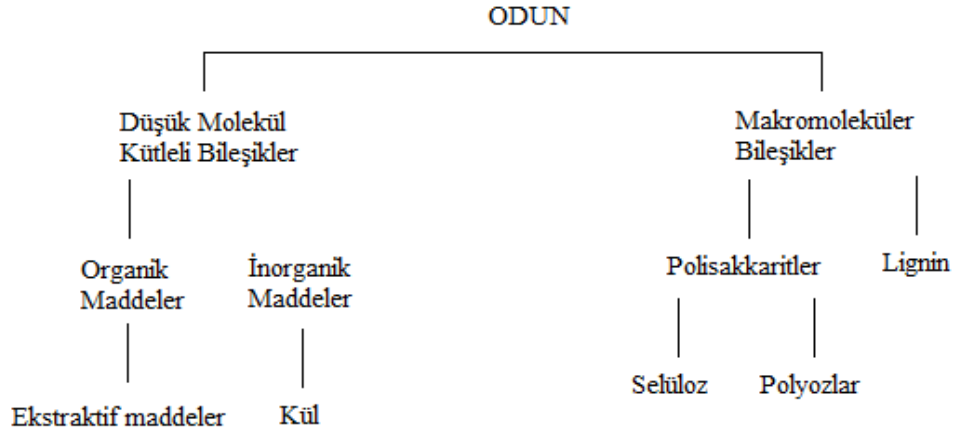 ODUN
Düşük Molekül
Kütleli Bileşikler
Makromoleküler
Bileşikler
Organik
Maddeler
İnorganik
Maddeler
Polisakkaritler
Lignin
Selüloz
Polyozlar
Ekstraktif maddeler
Kül